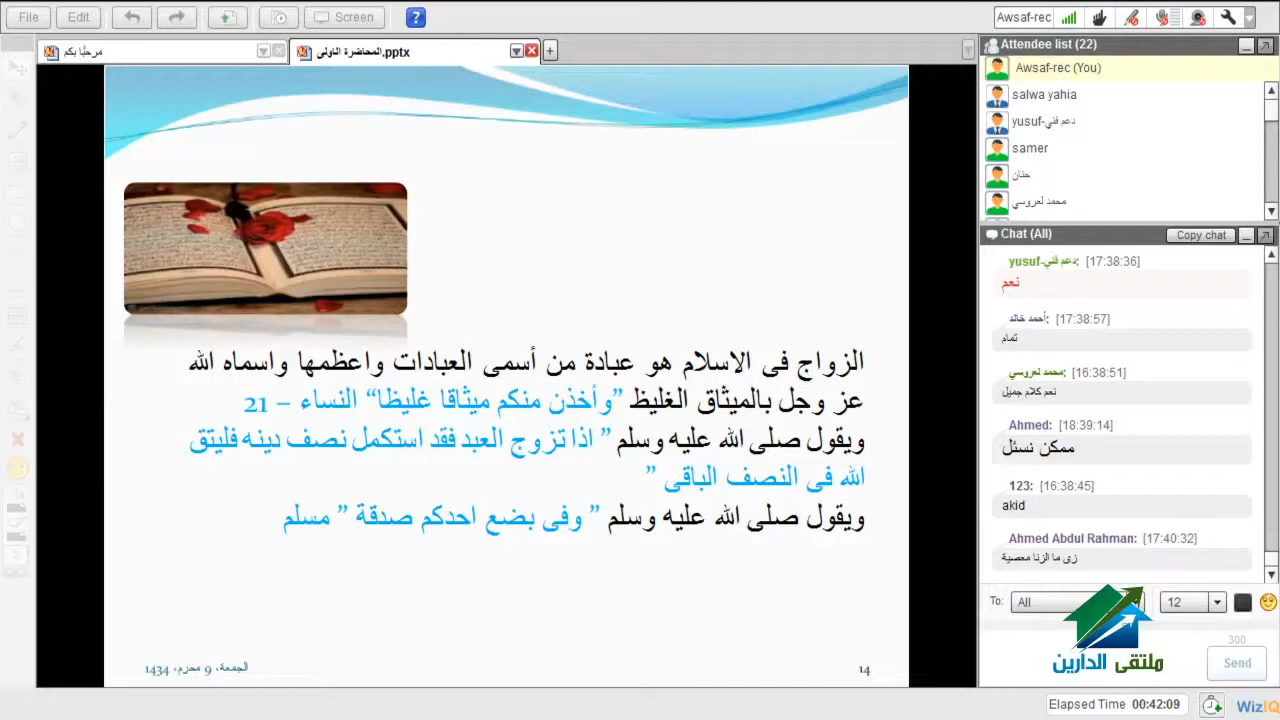 File
Edit
Screen
?
Awsaf-rec
مرحبًا بكم
المحاضرة الاولى.pptx
الزواج فى الاسلام هو عبادة من أسمى العبادات واعظمها واسماه الله
عز وجل بالميثاق الغليظ "وأخذن منكم ميثاقا غليظا" النساء – 21
ويقول صلى الله عليه وسلم " اذا تزوج العبد فقد استكمل نصف دينه فليتق
الله فى النصف الباقى "
ويقول صلى الله عليه وسلم " وفى بضع احدكم صدقة " مسلم
الجمعة، 9 محرم، 1434
14
Attendee list (22)
Awsaf-rec (You)
salwa yahia
yusuf-دعم فني
samer
حنان
محمد لعروسي
Chat (All)
Copy chat
yusuf-دعم فني: [17:38:36]
نعم
أحمد خالد: [17:38:57]
تمام
محمد لعروسي: [16:38:51]
نعم كلام جميل
Ahmed: [18:39:14]
ممكن نسئل
123: [16:38:45]
akid
Ahmed Abdul Rahman: [17:40:32]
زى ما الزنا معصية
To: All
12
ملتقى الدارين
300
Send
Elapsed Time 00:42:09
WizIQ